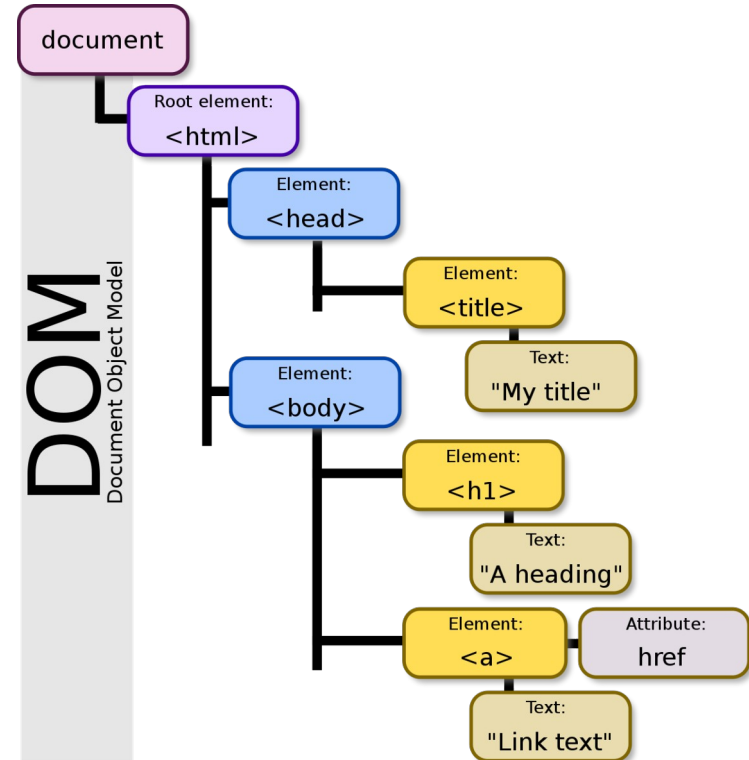 document
Root element:
<html>
Element:
<head>
Element:
<title>
Text:
"My title"
Element:
<body>
Element:
<h1>
Text:
"A heading"
Element:
<a>
Attribute:
href
Text:
"Link text"
DOM
Document Object Model